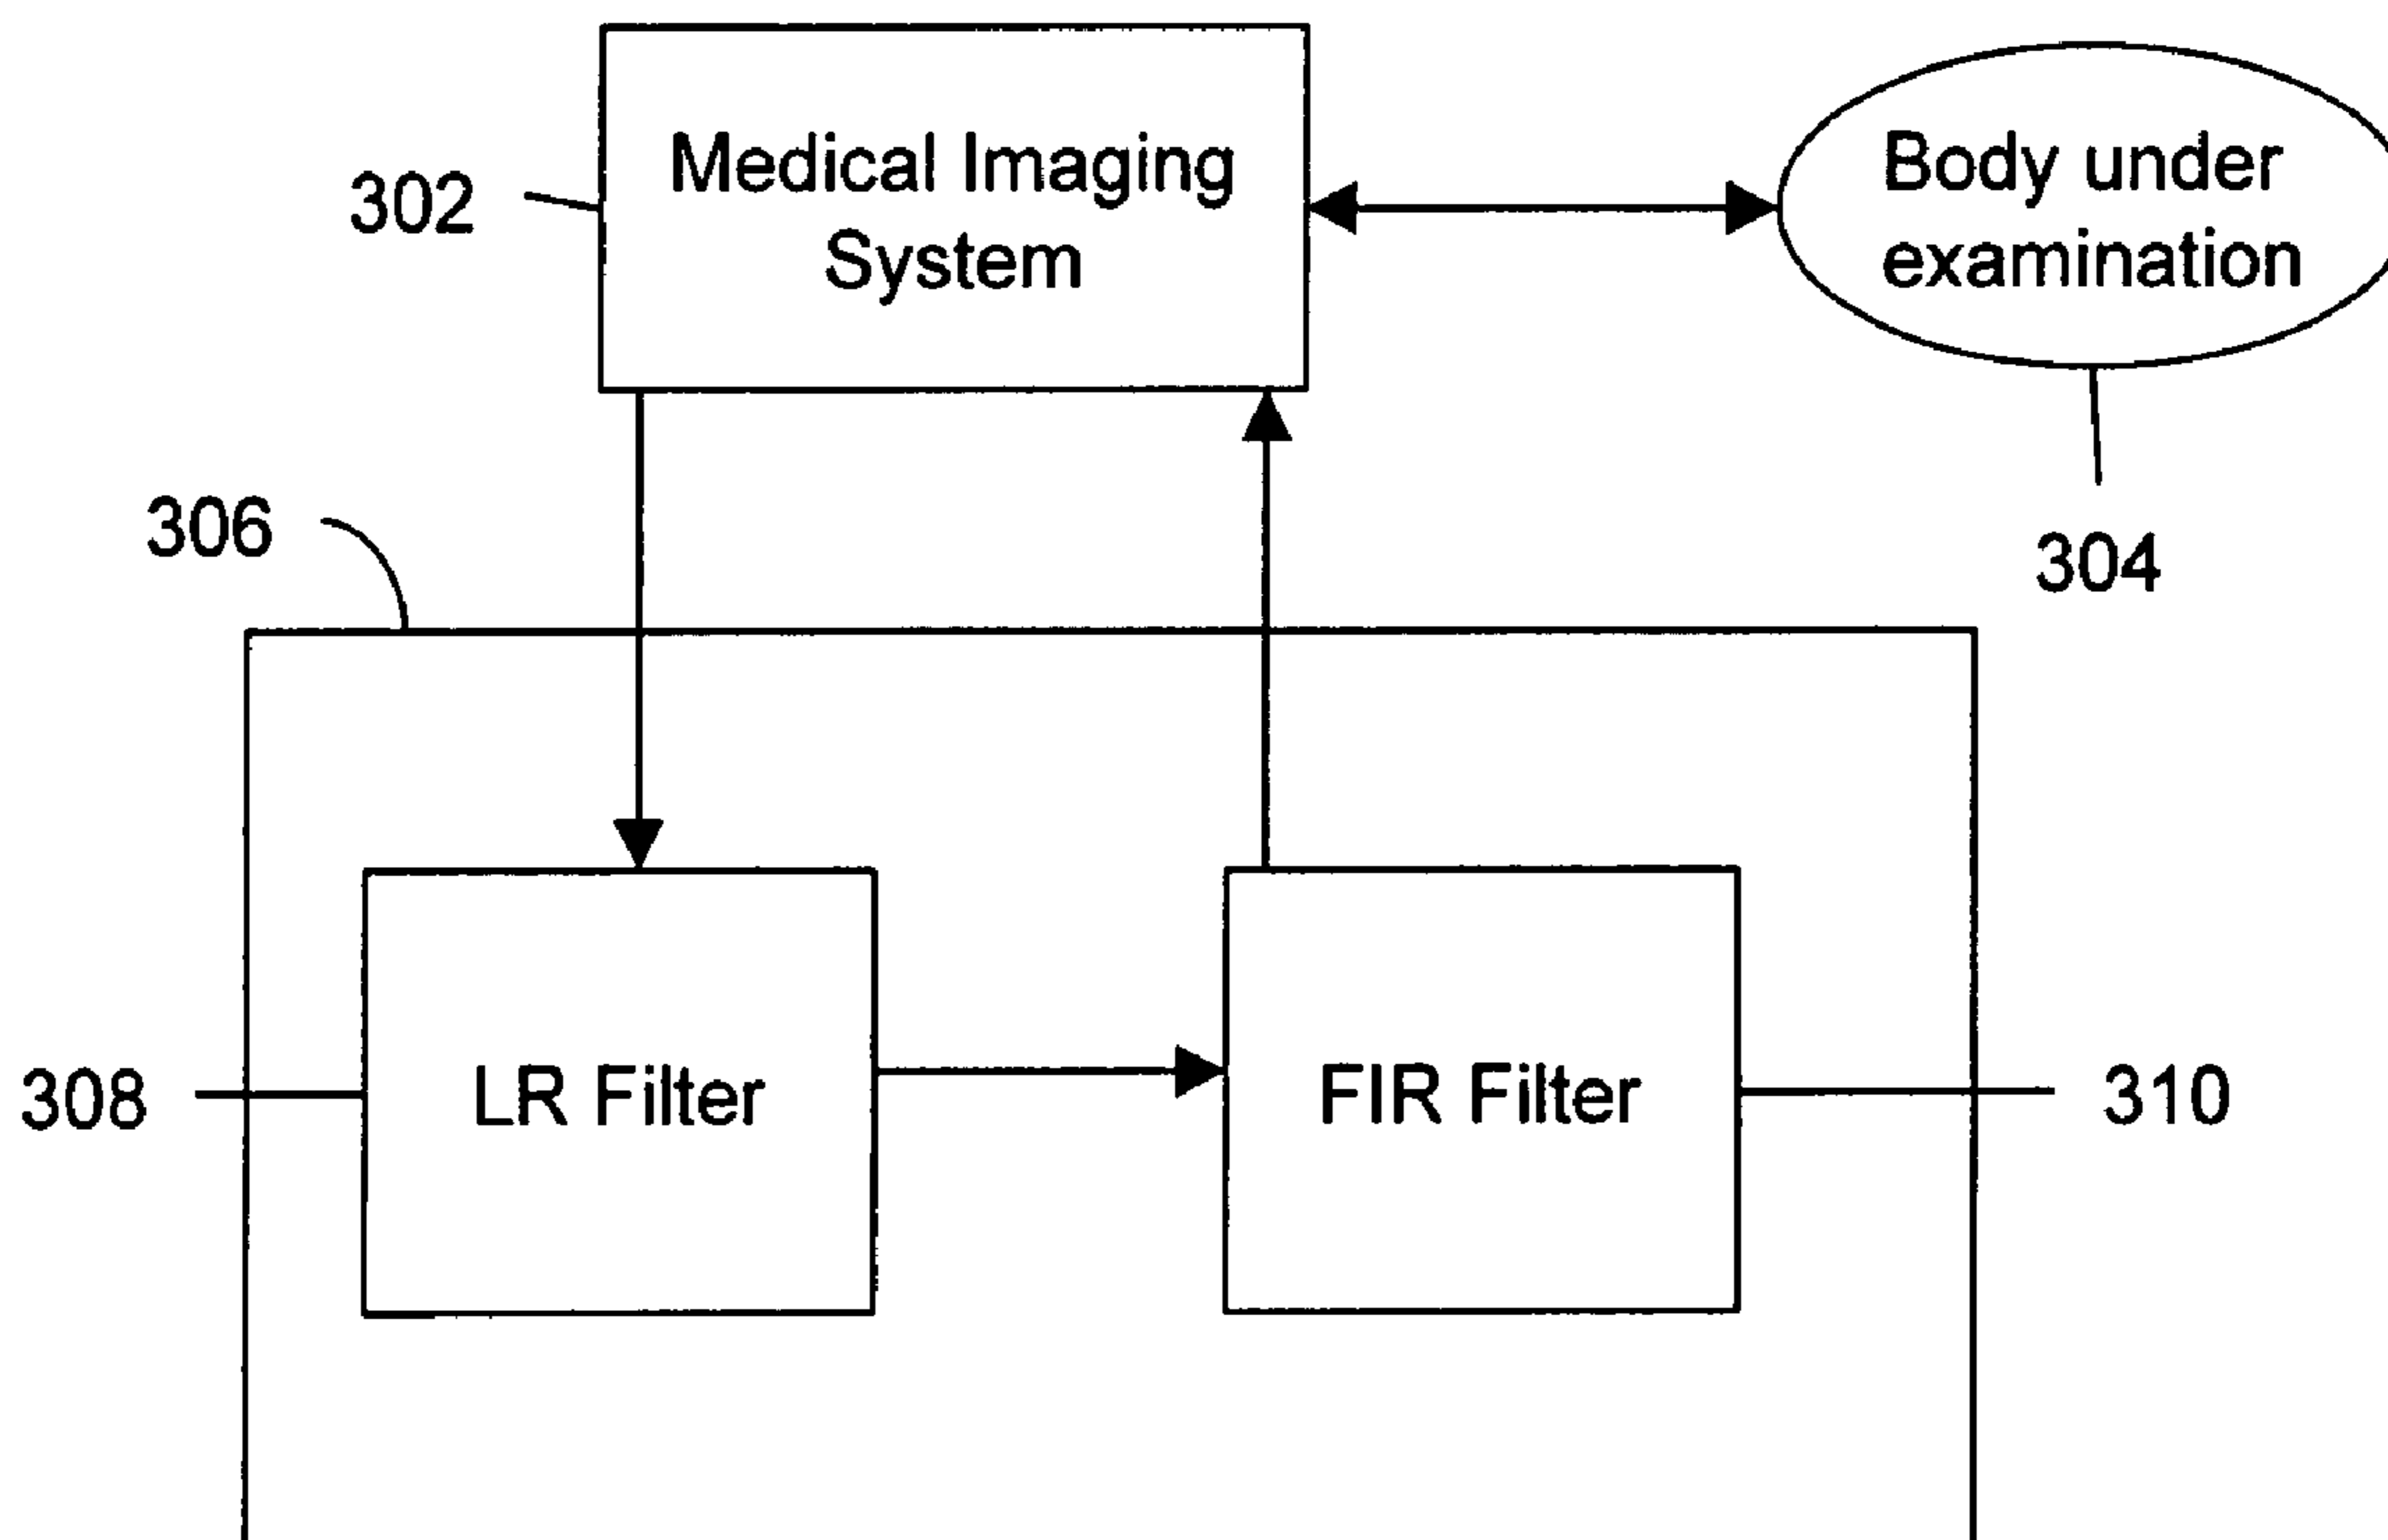 Medical Imaging
System
302
Body under
examination
304
306
308
LR Filter
FIR Filter
310